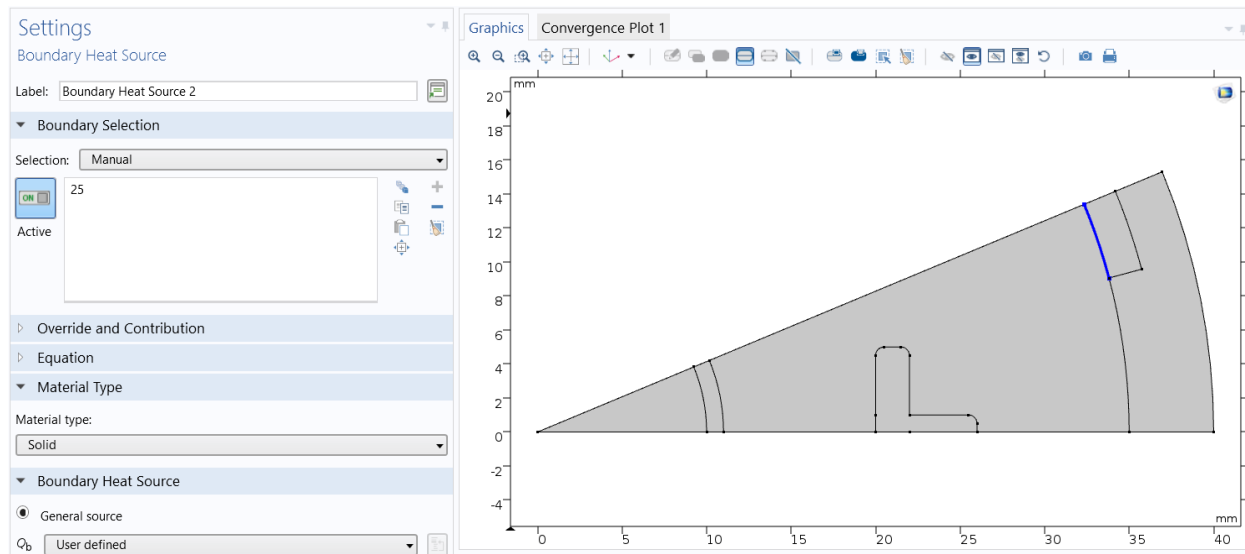 Settings
Boundary Heat Source
Label: Boundary Heat Source 2
Boundary Selection
Selection: Manual
ON
Active
25
Override and Contribution
Equation
Material Type
Material type:
Solid
Boundary Heat Source
General source
Qb User defined
Graphics Convergence Plot 1
mm
20
18
16
14
12
10
8
6
4
2
0
-2
-4
mm
0 5 10 15 20 25 30 35 40